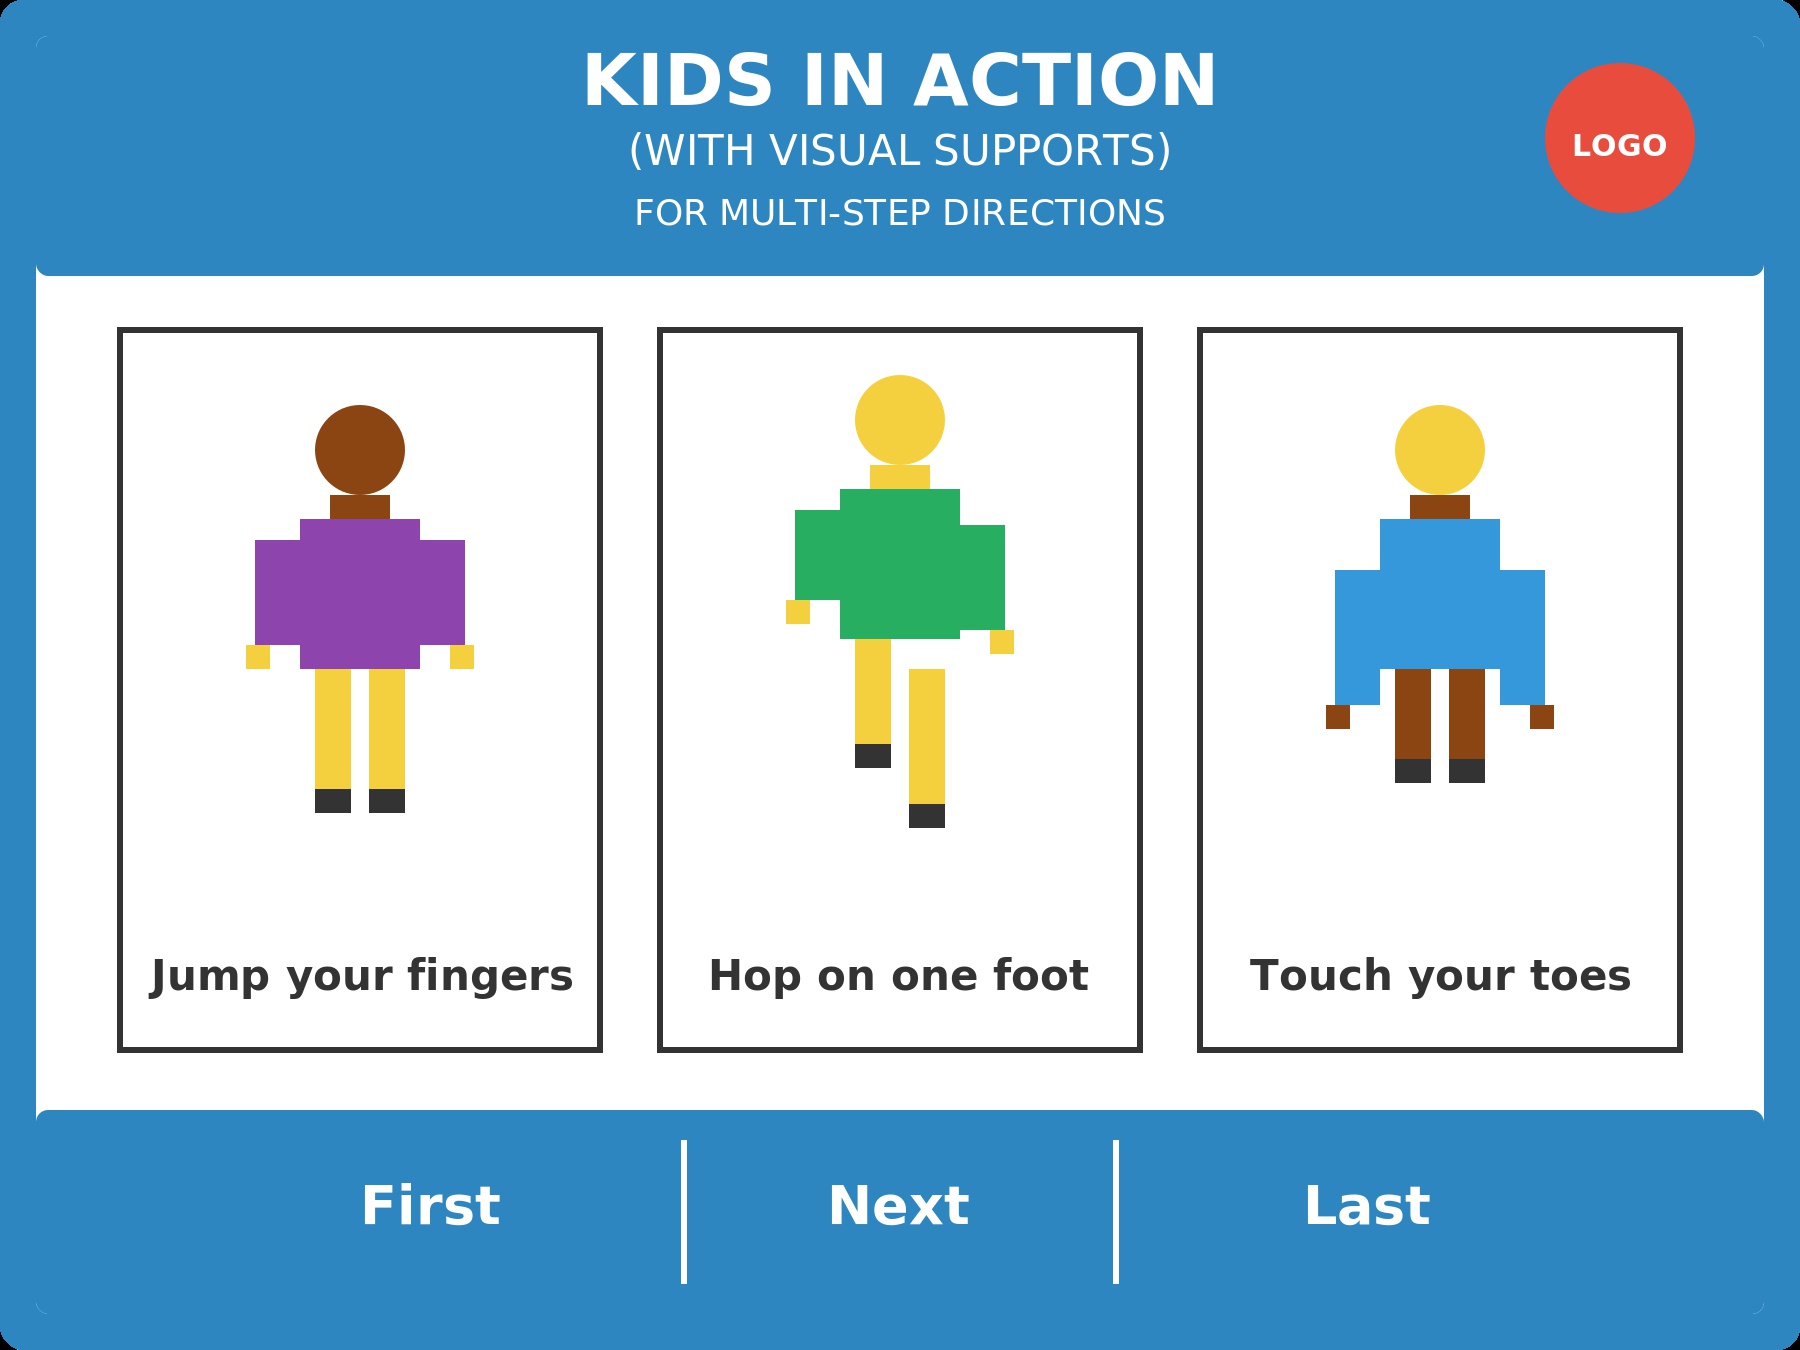 KIDS IN ACTION
(WITH VISUAL SUPPORTS)
FOR MULTI-STEP DIRECTIONS
LOGO
Jump your fingers
Hop on one foot
Touch your toes
First
Next
Last